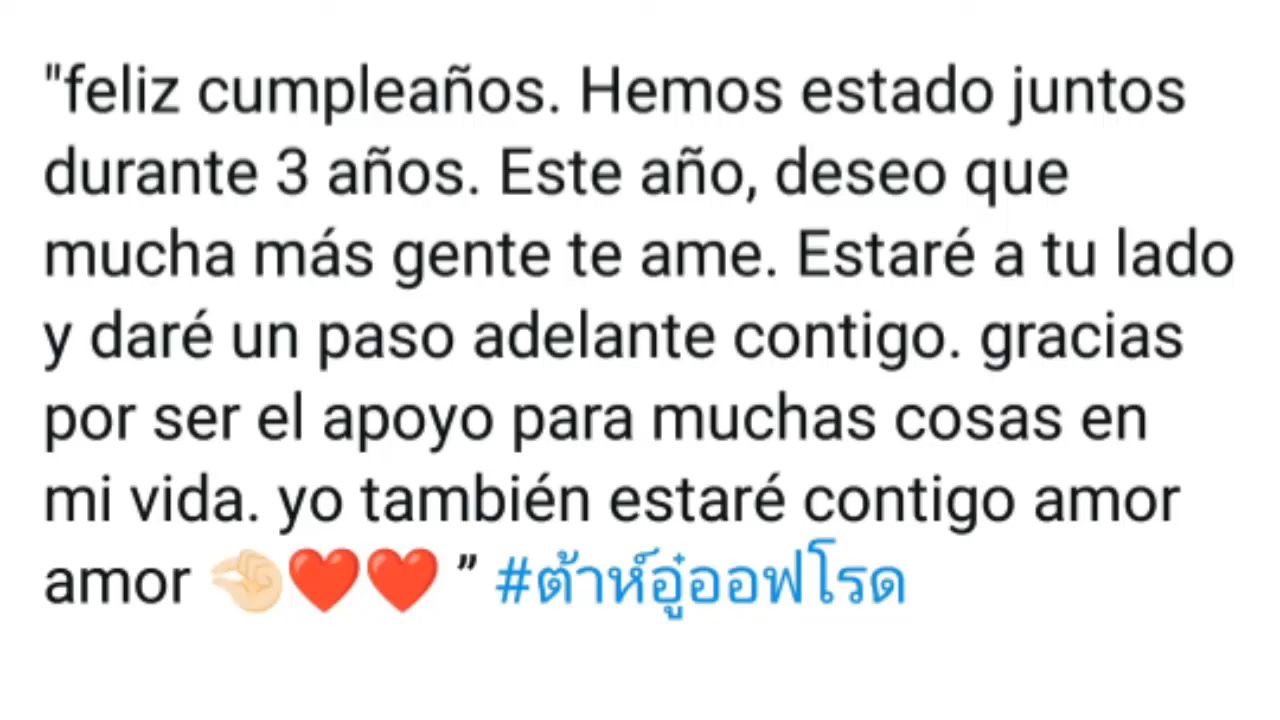 "feliz cumpleaños. Hemos estado juntos
durante 3 años. Este año, deseo que
mucha más gente te ame. Estaré a tu lado
y daré un paso adelante contigo. gracias
por ser el apoyo para muchas cosas en
mi vida. yo también estaré contigo amor
amor 🤏🏻❤️❤️ ” #ต้าห์อู๋ออฟโรด